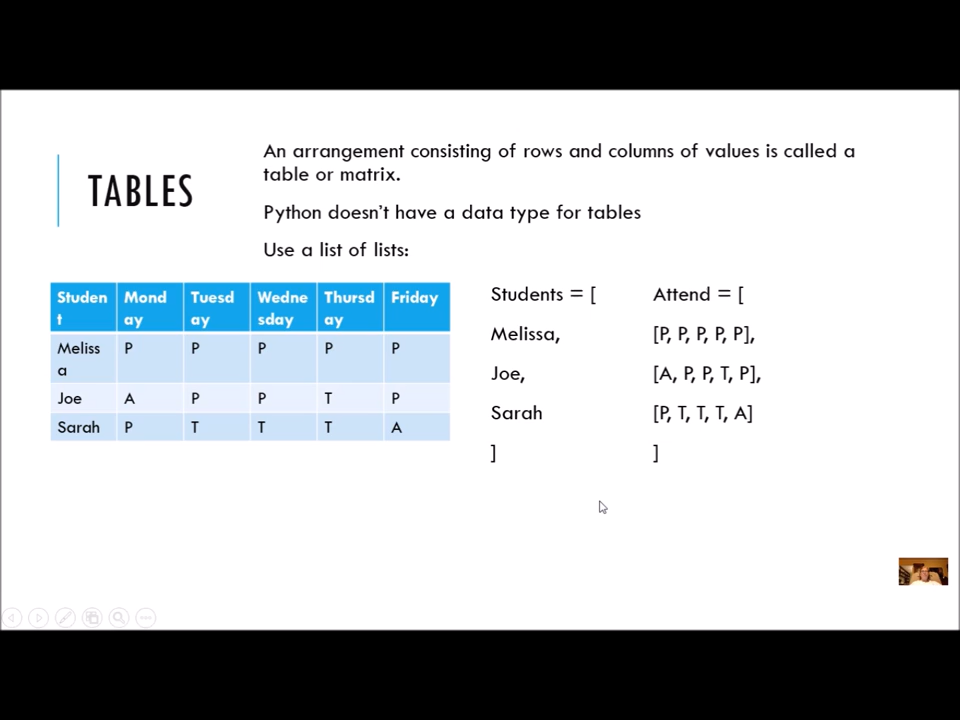 TABLES
An arrangement consisting of rows and columns of values is called a
table or matrix.
Python doesn't have a data type for tables
Use a list of lists:
Studen
t
Mond
ay
Tuesd
ay
Wedne
sday
Thursd
ay
Friday
Meliss
a
P P P P P
Joe A P P T P
Sarah P T T T A
Students = [
Melissa,
Joe,
Sarah
]
Attend = [
[P, P, P, P, P],
[A, P, P, T, P],
[P, T, T, T, A]
]